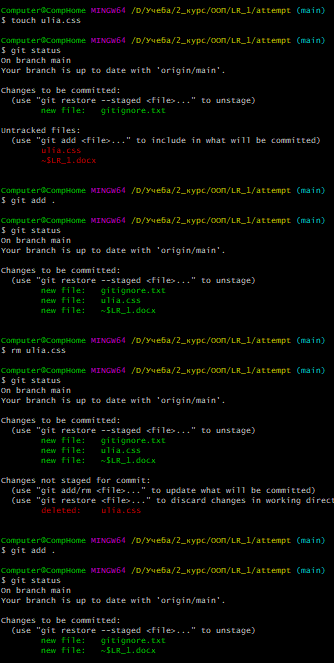 Computer@CompHome MINGW64 /D/Учеба/2_курс/ООП/LR_1/attempt (main)
$ touch ulia.css
Computer@CompHome MINGW64 /D/Учеба/2_курс/ООП/LR_1/attempt (main)
$ git status
On branch main
Your branch is up to date with 'origin/main'.
Changes to be committed:
(use "git restore --staged <file>..." to unstage)
new file: gitignore.txt
Untracked files:
(use "git add <file>..." to include in what will be committed)
ulia.css
~$LR_1.docx
Computer@CompHome MINGW64 /D/Учеба/2_курс/ООП/LR_1/attempt (main)
$ git add .
Computer@CompHome MINGW64 /D/Учеба/2_курс/ООП/LR_1/attempt (main)
$ git status
On branch main
Your branch is up to date with 'origin/main'.
Changes to be committed:
(use "git restore --staged <file>..." to unstage)
new file: gitignore.txt
new file: ulia.css
new file: ~$LR_1.docx
Computer@CompHome MINGW64 /D/Учеба/2_курс/ООП/LR_1/attempt (main)
$ rm ulia.css
Computer@CompHome MINGW64 /D/Учеба/2_курс/ООП/LR_1/attempt (main)
$ git status
On branch main
Your branch is up to date with 'origin/main'.
Changes to be committed:
(use "git restore --staged <file>..." to unstage)
new file: gitignore.txt
new file: ulia.css
new file: ~$LR_1.docx
Changes not staged for commit:
(use "git add/rm <file>..." to update what will be committed)
(use "git restore <file>..." to discard changes in working direct
deleted: ulia.css
Computer@CompHome MINGW64 /D/Учеба/2_курс/ООП/LR_1/attempt (main)
$ git add .
Computer@CompHome MINGW64 /D/Учеба/2_курс/ООП/LR_1/attempt (main)
$ git status
On branch main
Your branch is up to date with 'origin/main'.
Changes to be committed:
(use "git restore --staged <file>..." to unstage)
new file: gitignore.txt
new file: ~$LR_1.docx